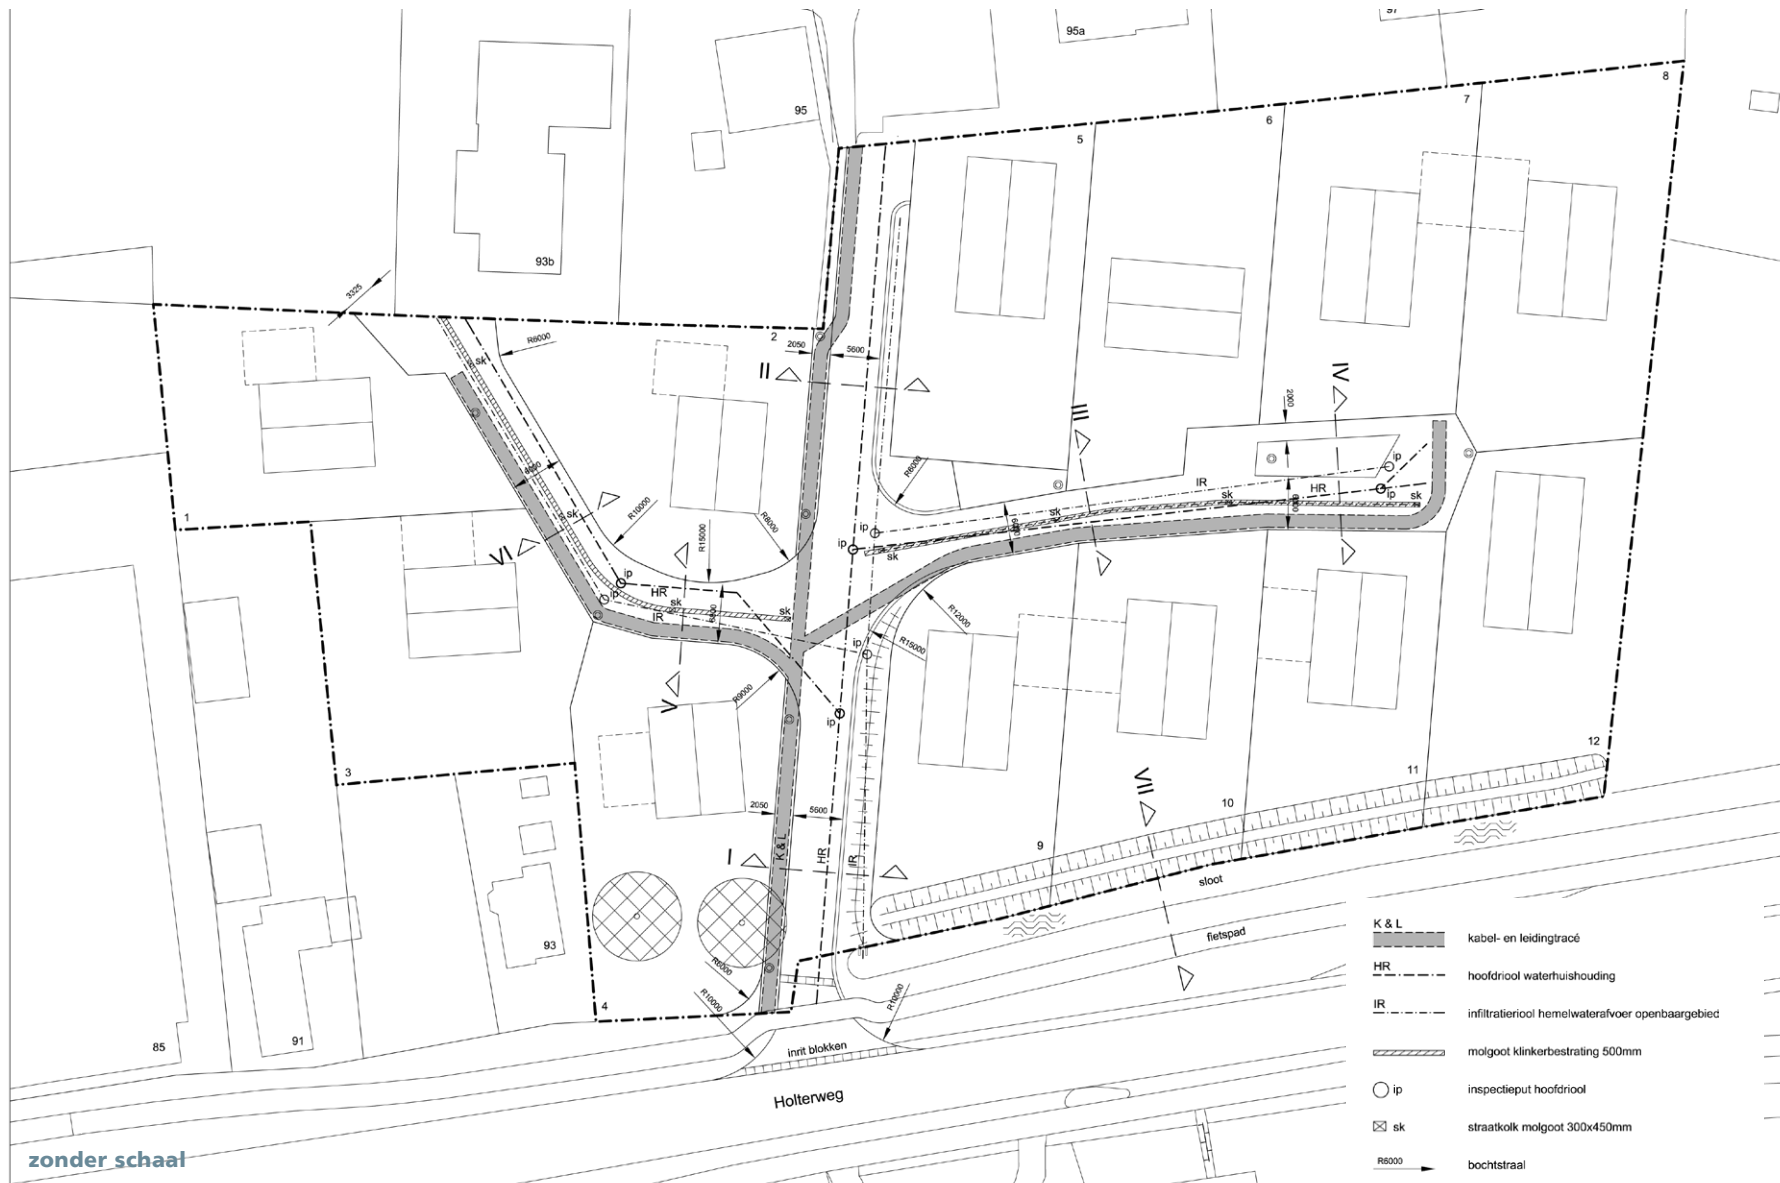 97
95a
8
7
6
5
95
93b
3325
R6000
2
2050
5600
II
III
IV
2000
sk
4050
R6000
ip
IR
HR
ip
sk
sk
1
sk
VI
R10000
R15000
R6000
sk
6000
ip
ip
sk
ip
ip
HR
sk
sk
IR
R12000
R15000
ip
V
R9000
ip
3
12
11
10
9
VII
2050
5600
K & L
HR
IR
I
sloot
fietspad
93
R6000
R10000
R10000
4
91
85
inrit blokken
Holterweg
K & L
kabel- en leidingtracé
HR
hoofdriool waterhuishouding
IR
infiltratieriool hemelwaterafvoer openbaargebied
molgoot klinkerbestrating 500mm
ip
inspectieput hoofdriool
sk
straatkolk molgoot 300x450mm
R6000
bochtstraal
zonder schaal